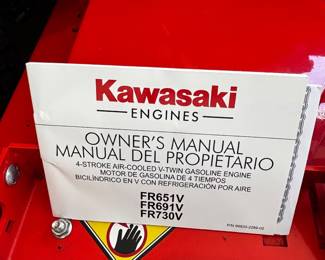 Kawasaki
ENGINES
OWNER'S MANUAL
MANUAL DEL PROPIETARIO
4-STROKE AIR-COOLED V-TWIN GASOLINE ENGINE
MOTOR DE GASOLINA DE 4 TIEMPOS
BICILÍNDRICO EN V CON REFRIGERACIÓN POR AIRE
FR651V
FR691V
FR730V